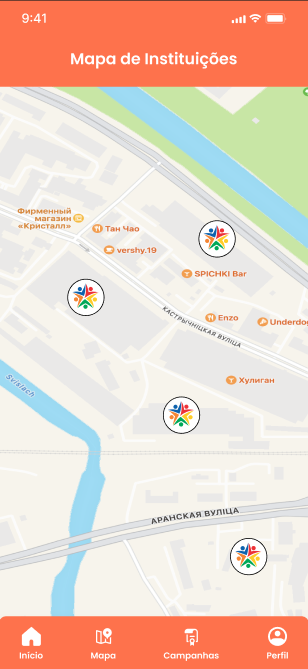 9:41
Mapa de Instituições
Фирменный
магазин
«Кристалл»
Тан Чао
vershy.19
SPICHKI Bar
КАСТРЫЧНІЦКАЯ ВУЛІЦА
Enzo
Underdog
Хулиган
Svislach
АРАНСКАЯ ВУЛІЦА
Início
Mapa
Campanhas
Perfil